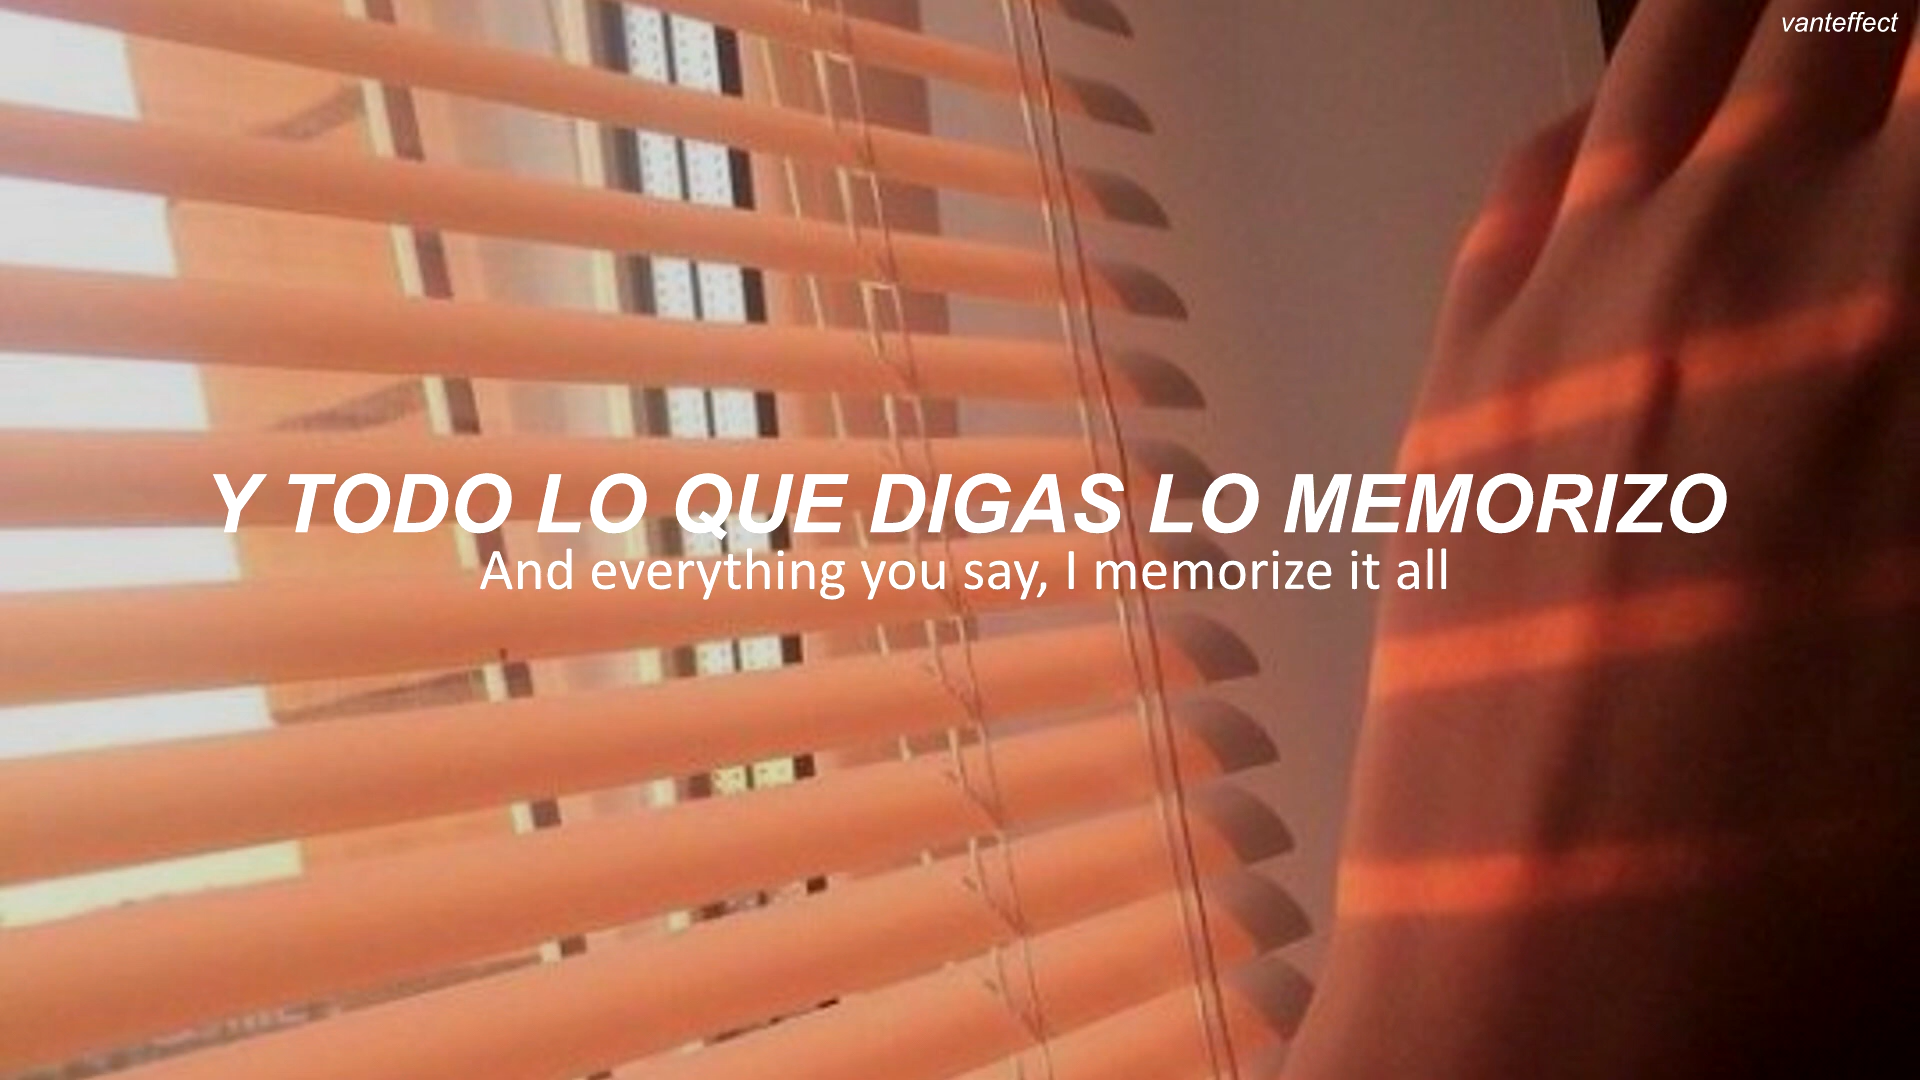 vanteffect
Y TODO LO QUE DIGAS LO MEMORIZO
And everything you say, I memorize it all